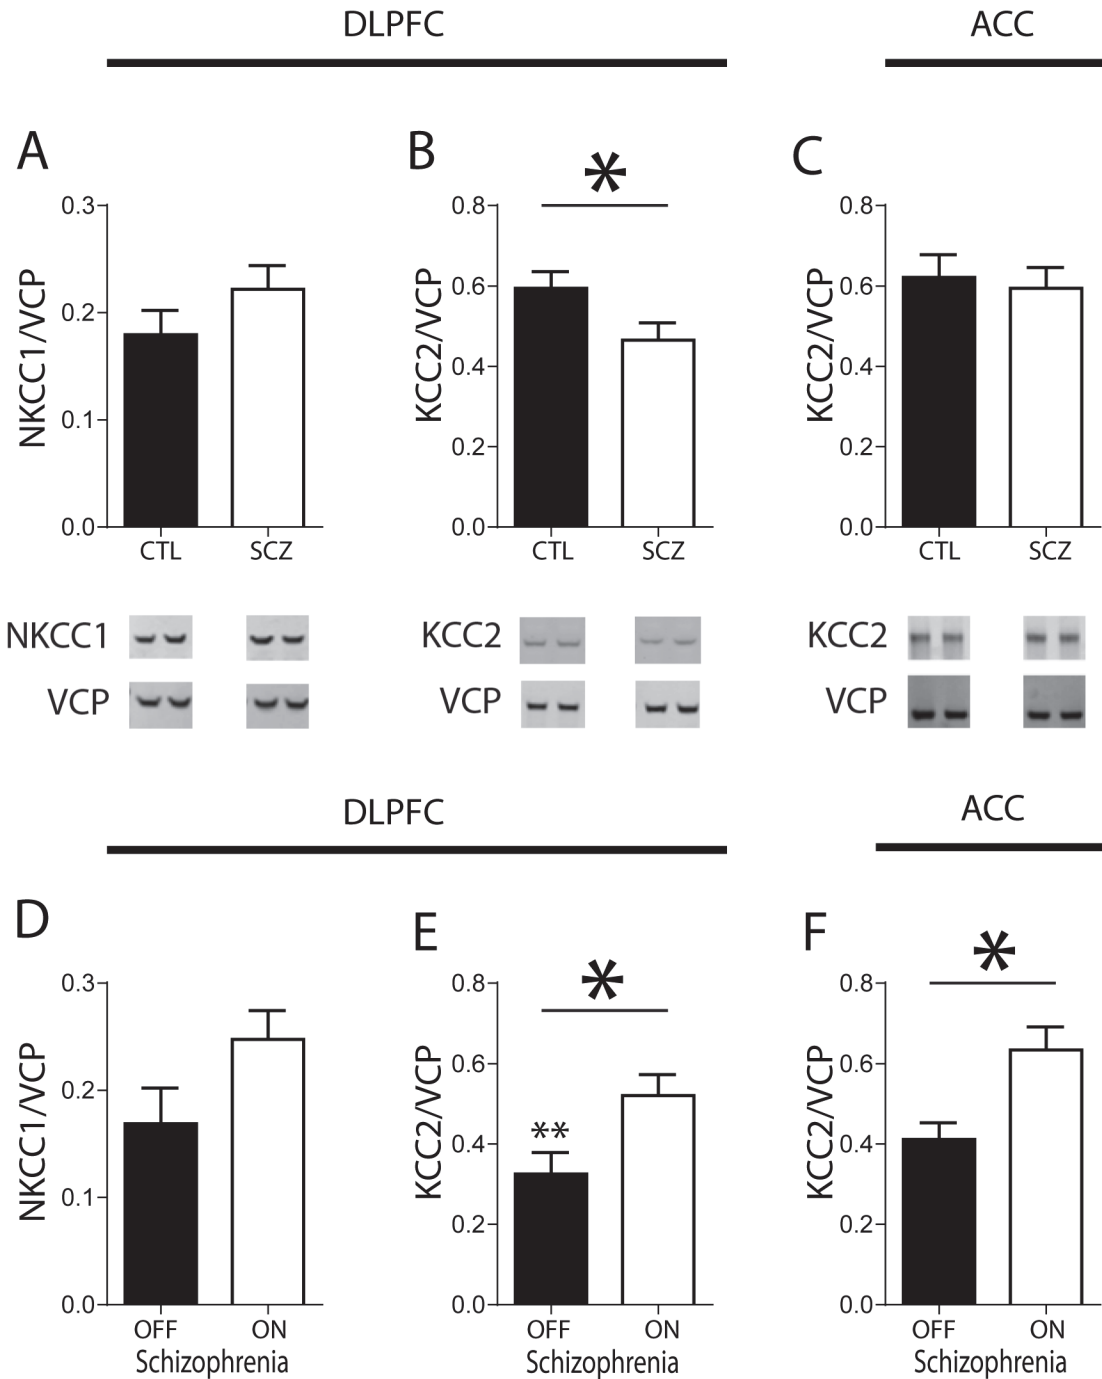 DLPFC
ACC
A
0.3
0.2
0.1
0.0
NKCC1/VCP
CTL
SCZ
B
*
0.8
0.6
0.4
0.2
0.0
KCC2/VCP
CTL
SCZ
C
0.8
0.6
0.4
0.2
0.0
KCC2/VCP
CTL
SCZ
NKCC1
VCP
KCC2
VCP
KCC2
VCP
DLPFC
ACC
D
0.3
0.2
0.1
0.0
NKCC1/VCP
OFF
ON
Schizophrenia
E
*
0.8
0.6
0.4
0.2
0.0
KCC2/VCP
**
OFF
ON
Schizophrenia
F
*
0.8
0.6
0.4
0.2
0.0
KCC2/VCP
OFF
ON
Schizophrenia